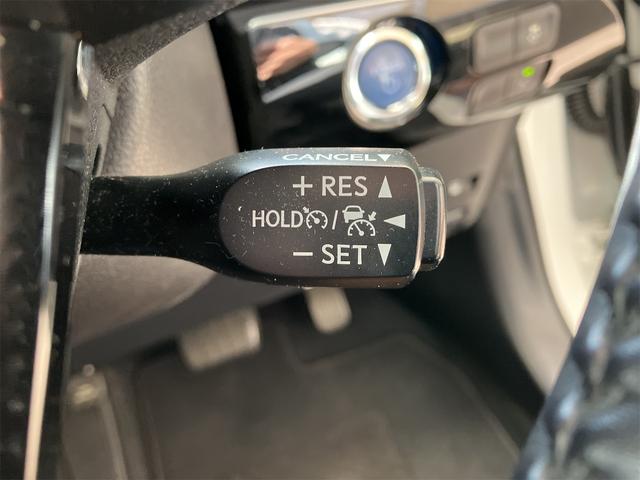 CANCEL▼
+ RES ▲
HOLD / ◄
− SET ▼